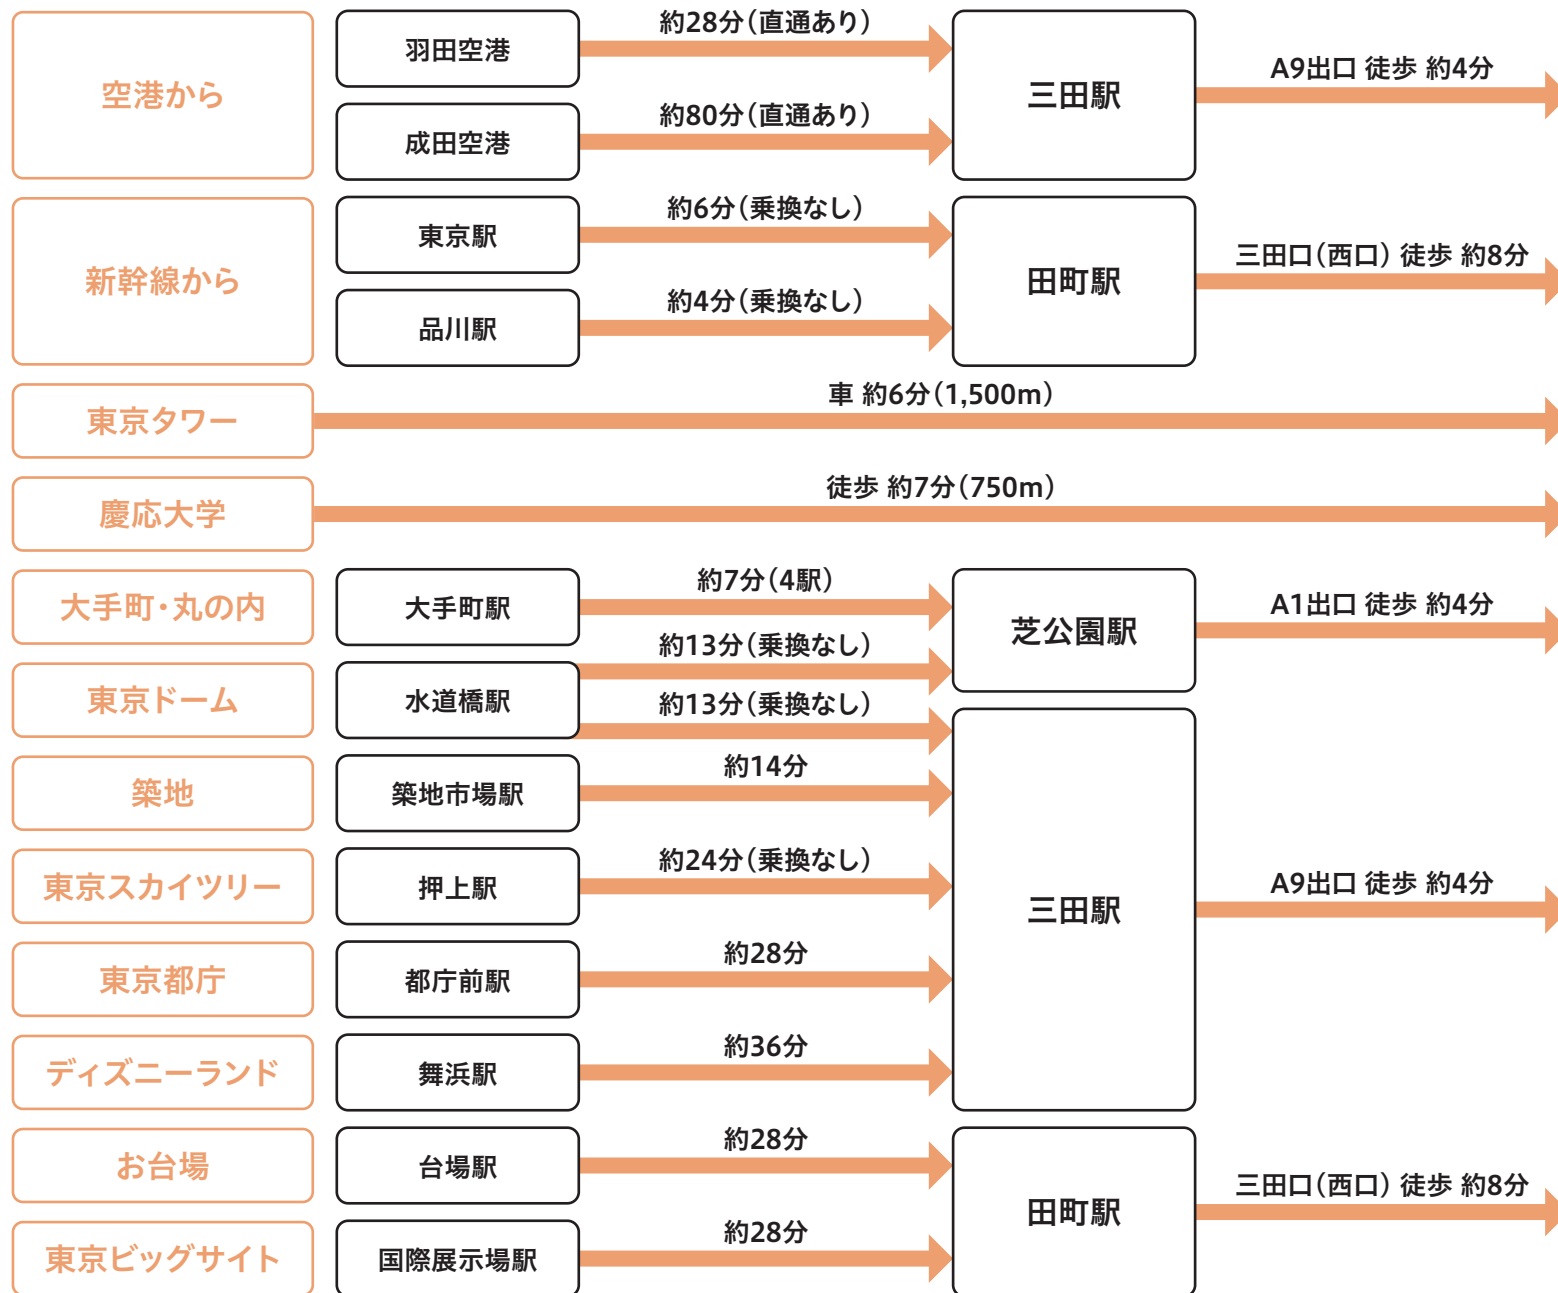 空港から
羽田空港
約28分（直通あり）
成田空港
約80分（直通あり）
三田駅
A9出口 徒歩 約4分
新幹線から
東京駅
約6分（乗換なし）
品川駅
約4分（乗換なし）
田町駅
三田口（西口） 徒歩 約8分
東京タワー
車 約6分（1,500m）
慶応大学
徒歩 約7分（750m）
大手町・丸の内
大手町駅
約7分（4駅）
芝公園駅
A1出口 徒歩 約4分
東京ドーム
水道橋駅
約13分（乗換なし）
約13分（乗換なし）
築地
築地市場駅
約14分
東京スカイツリー
押上駅
約24分（乗換なし）
三田駅
A9出口 徒歩 約4分
東京都庁
都庁前駅
約28分
ディズニーランド
舞浜駅
約36分
お台場
台場駅
約28分
田町駅
三田口（西口） 徒歩 約8分
東京ビッグサイト
国際展示場駅
約28分